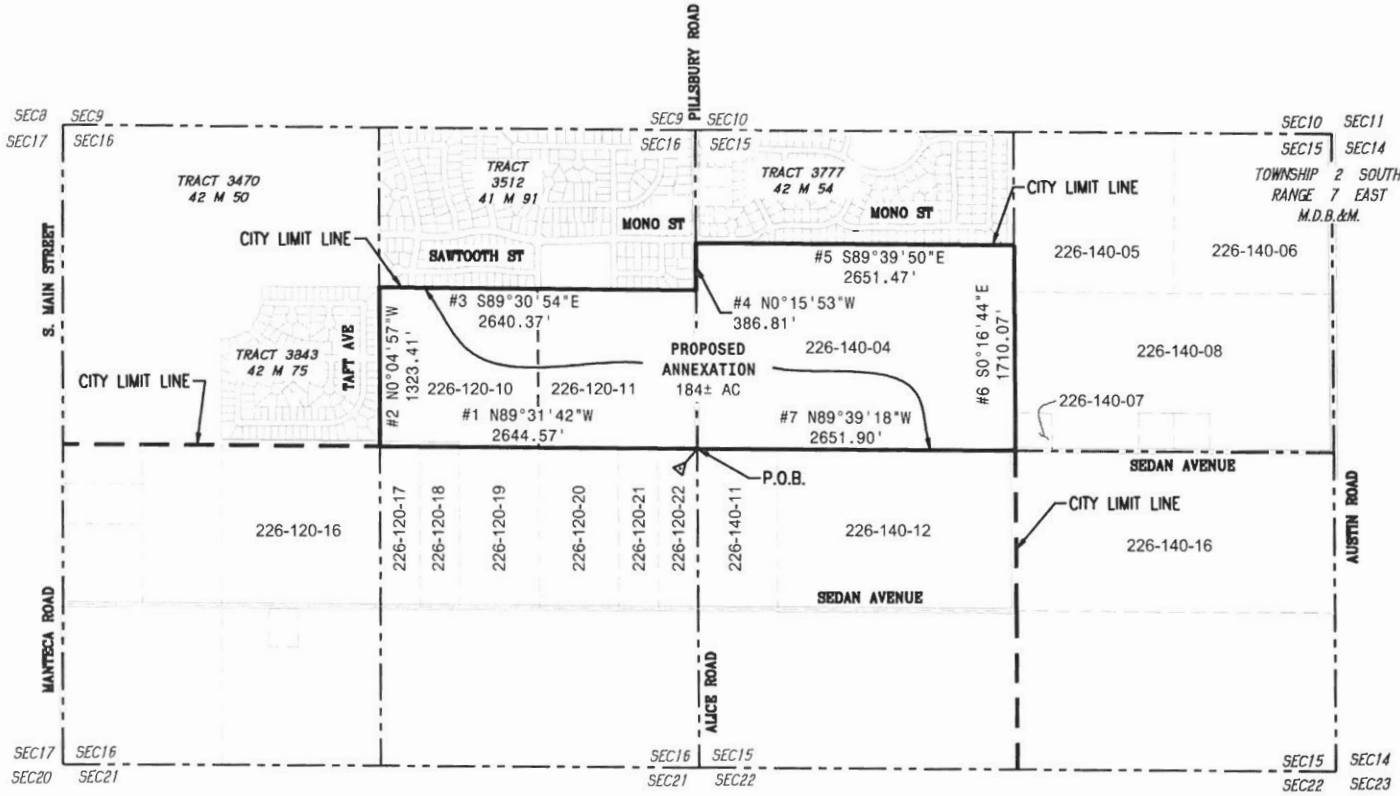 PILLSBURY ROAD
SEC8 SEC9
SEC9 SEC10
SEC10 SEC11
SEC17 SEC16
SEC16 SEC15
SEC15 SEC14
TOWNSHIP 2 SOUTH
RANGE 7 EAST
M.D.B.&M.
TRACT 3470
42 M 50
TRACT
3512
41 M 91
TRACT 3777
42 M 54
CITY LIMIT LINE
MONO ST
MONO ST
CITY LIMIT LINE
SAWTOOTH ST
S. MAIN STREET
#5 S89°39'50"E
2651.47'
226-140-05
226-140-06
#3 S89°30'54"E
2640.37'
#4 N0°15'53"W
386.81'
#2 N0°04'57"W
1323.41'
#6 S0°16'44"E
1710.07'
TAFT AVE
TRACT 3843
42 M 75
PROPOSED
ANNEXATION
184± AC
226-140-04
226-140-08
CITY LIMIT LINE
226-120-10
226-120-11
226-140-07
#1 N89°31'42"W
2644.57'
#7 N89°39'18"W
2651.90'
SEDAN AVENUE
P.O.B.
CITY LIMIT LINE
226-120-16
226-120-17
226-120-18
226-120-19
226-120-20
226-120-21
226-120-22
226-140-11
226-140-12
226-140-16
AUSTIN ROAD
SEDAN AVENUE
MANTECA ROAD
ALICE ROAD
SEC17 SEC16
SEC16 SEC15
SEC15 SEC14
SEC20 SEC21
SEC21 SEC22
SEC22 SEC23